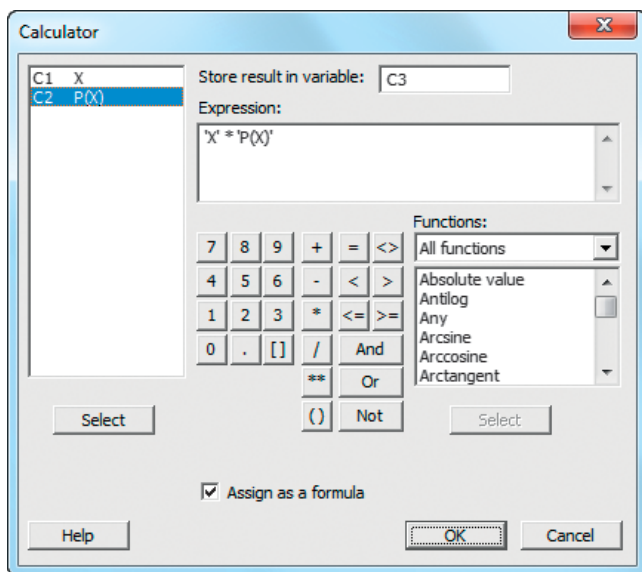 Calculator
X
C1 X
C2 P(X)
Store result in variable: C3
Expression:
'X' * 'P(X)'
Functions:
All functions
7 8 9 + = <>
4 5 6 - < >
1 2 3 * <= >=
0 . [ ] / And
** Or
( ) Not
Absolute value
Antilog
Any
Arcsine
Arccosine
Arctangent
Select
Select
Assign as a formula
Help
OK
Cancel